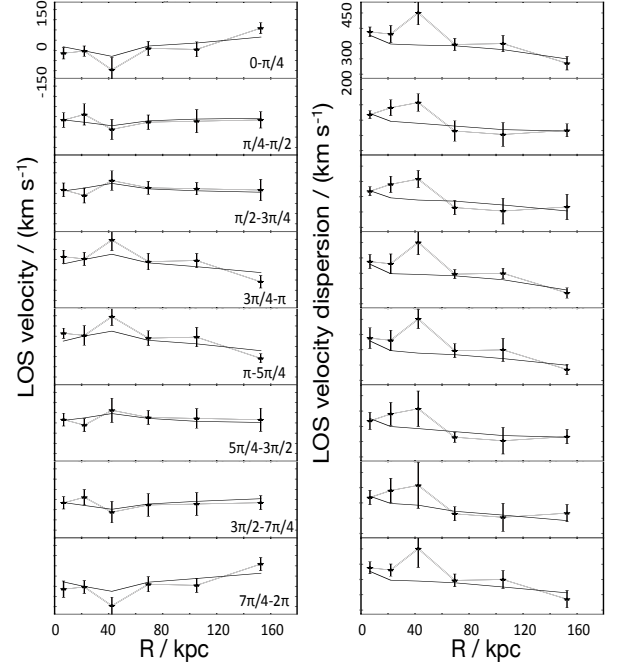 150
0
-150
450
300
200
0-π/4
π/4-π/2
π/2-3π/4
3π/4-π
π-5π/4
5π/4-3π/2
3π/2-7π/4
7π/4-2π
LOS velocity / (km s⁻¹)
LOS velocity dispersion / (km s⁻¹)
0 40 80 120 160
0 40 80 120 160
R / kpc
R / kpc